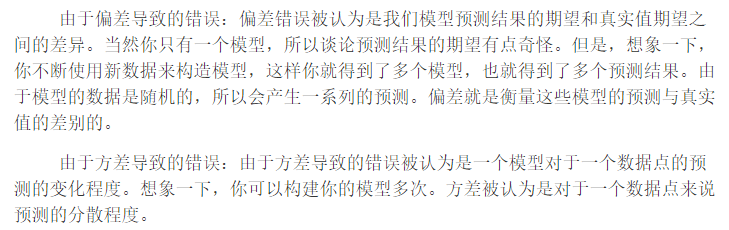 由于偏差导致的错误：偏差错误被认为是我们模型预测结果的期望和真实值期望之
间的差异。当然你只有一个模型，所以谈论预测结果的期望有点奇怪。但是，想象一下，
你不断使用新数据来构造模型，这样你就得到了多个模型，也就得到了多个预测结果。由
于模型的数据是随机的，所以会产生一系列的预测。偏差就是衡量这些模型的预测与真实
值的差别的。
由于方差导致的错误：由于方差导致的错误被认为是一个模型对于一个数据点的预
测的变化程度。想象一下，你可以构建你的模型多次。方差被认为是对于一个数据点来说
预测的分散程度。